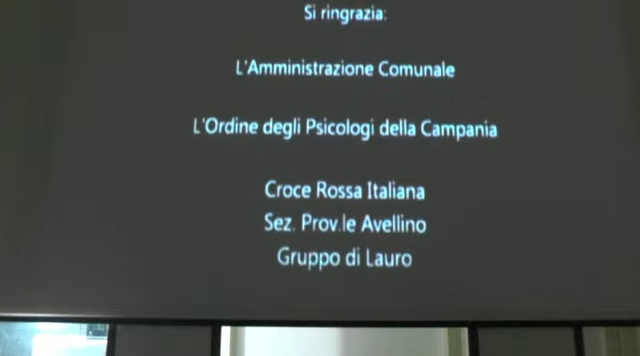 Si ringrazia:
L'Amministrazione Comunale
L'Ordine degli Psicologi della Campania
Croce Rossa Italiana
Sez. Prov.le Avellino
Gruppo di Lauro